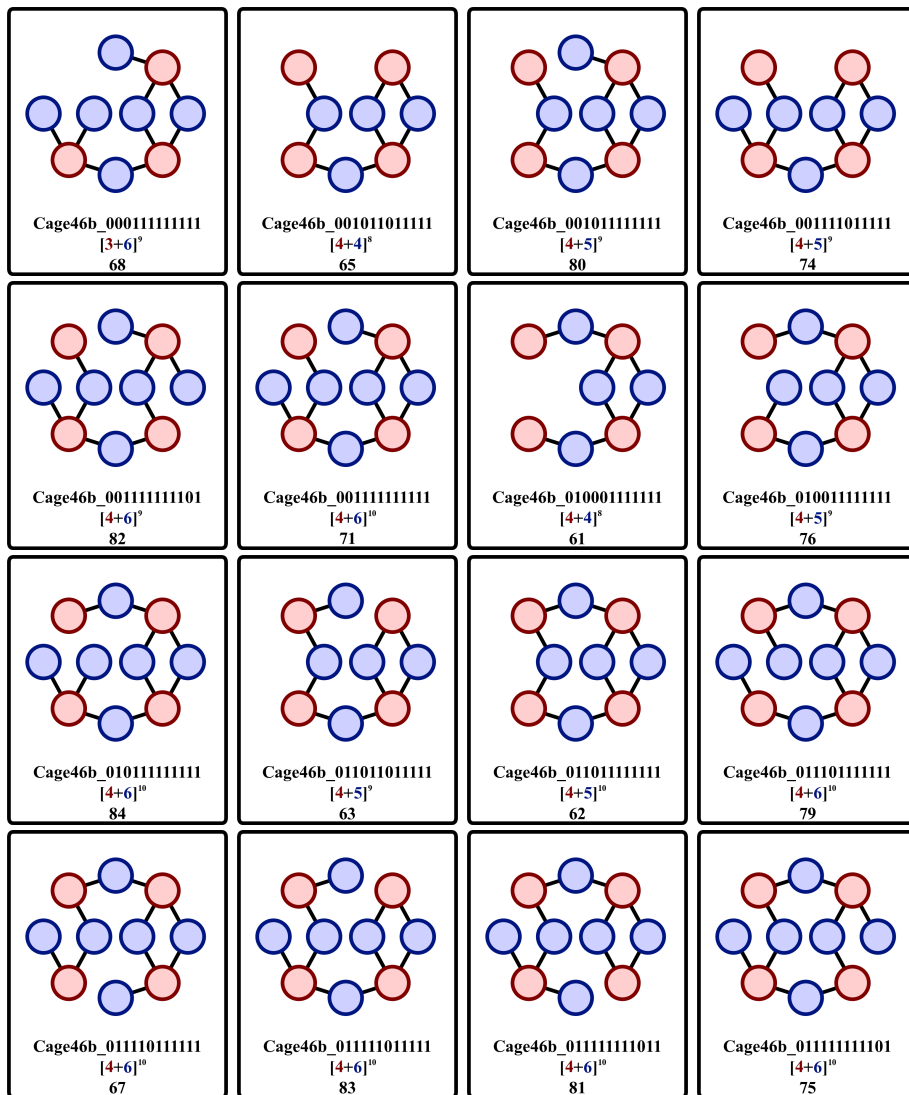 Cage46b_000111111111
[3+6]⁹
68
Cage46b_001011011111
[4+4]⁸
65
Cage46b_001011111111
[4+5]⁹
80
Cage46b_001111011111
[4+5]⁹
74
Cage46b_001111111101
[4+6]⁹
82
Cage46b_001111111111
[4+6]¹⁰
71
Cage46b_010001111111
[4+4]⁸
61
Cage46b_010011111111
[4+5]⁹
76
Cage46b_010111111111
[4+6]¹⁰
84
Cage46b_011011011111
[4+5]⁹
63
Cage46b_011011111111
[4+5]¹⁰
62
Cage46b_011101111111
[4+6]¹⁰
79
Cage46b_011110111111
[4+6]¹⁰
67
Cage46b_011111011111
[4+6]¹⁰
83
Cage46b_011111111011
[4+6]¹⁰
81
Cage46b_011111111101
[4+6]¹⁰
75